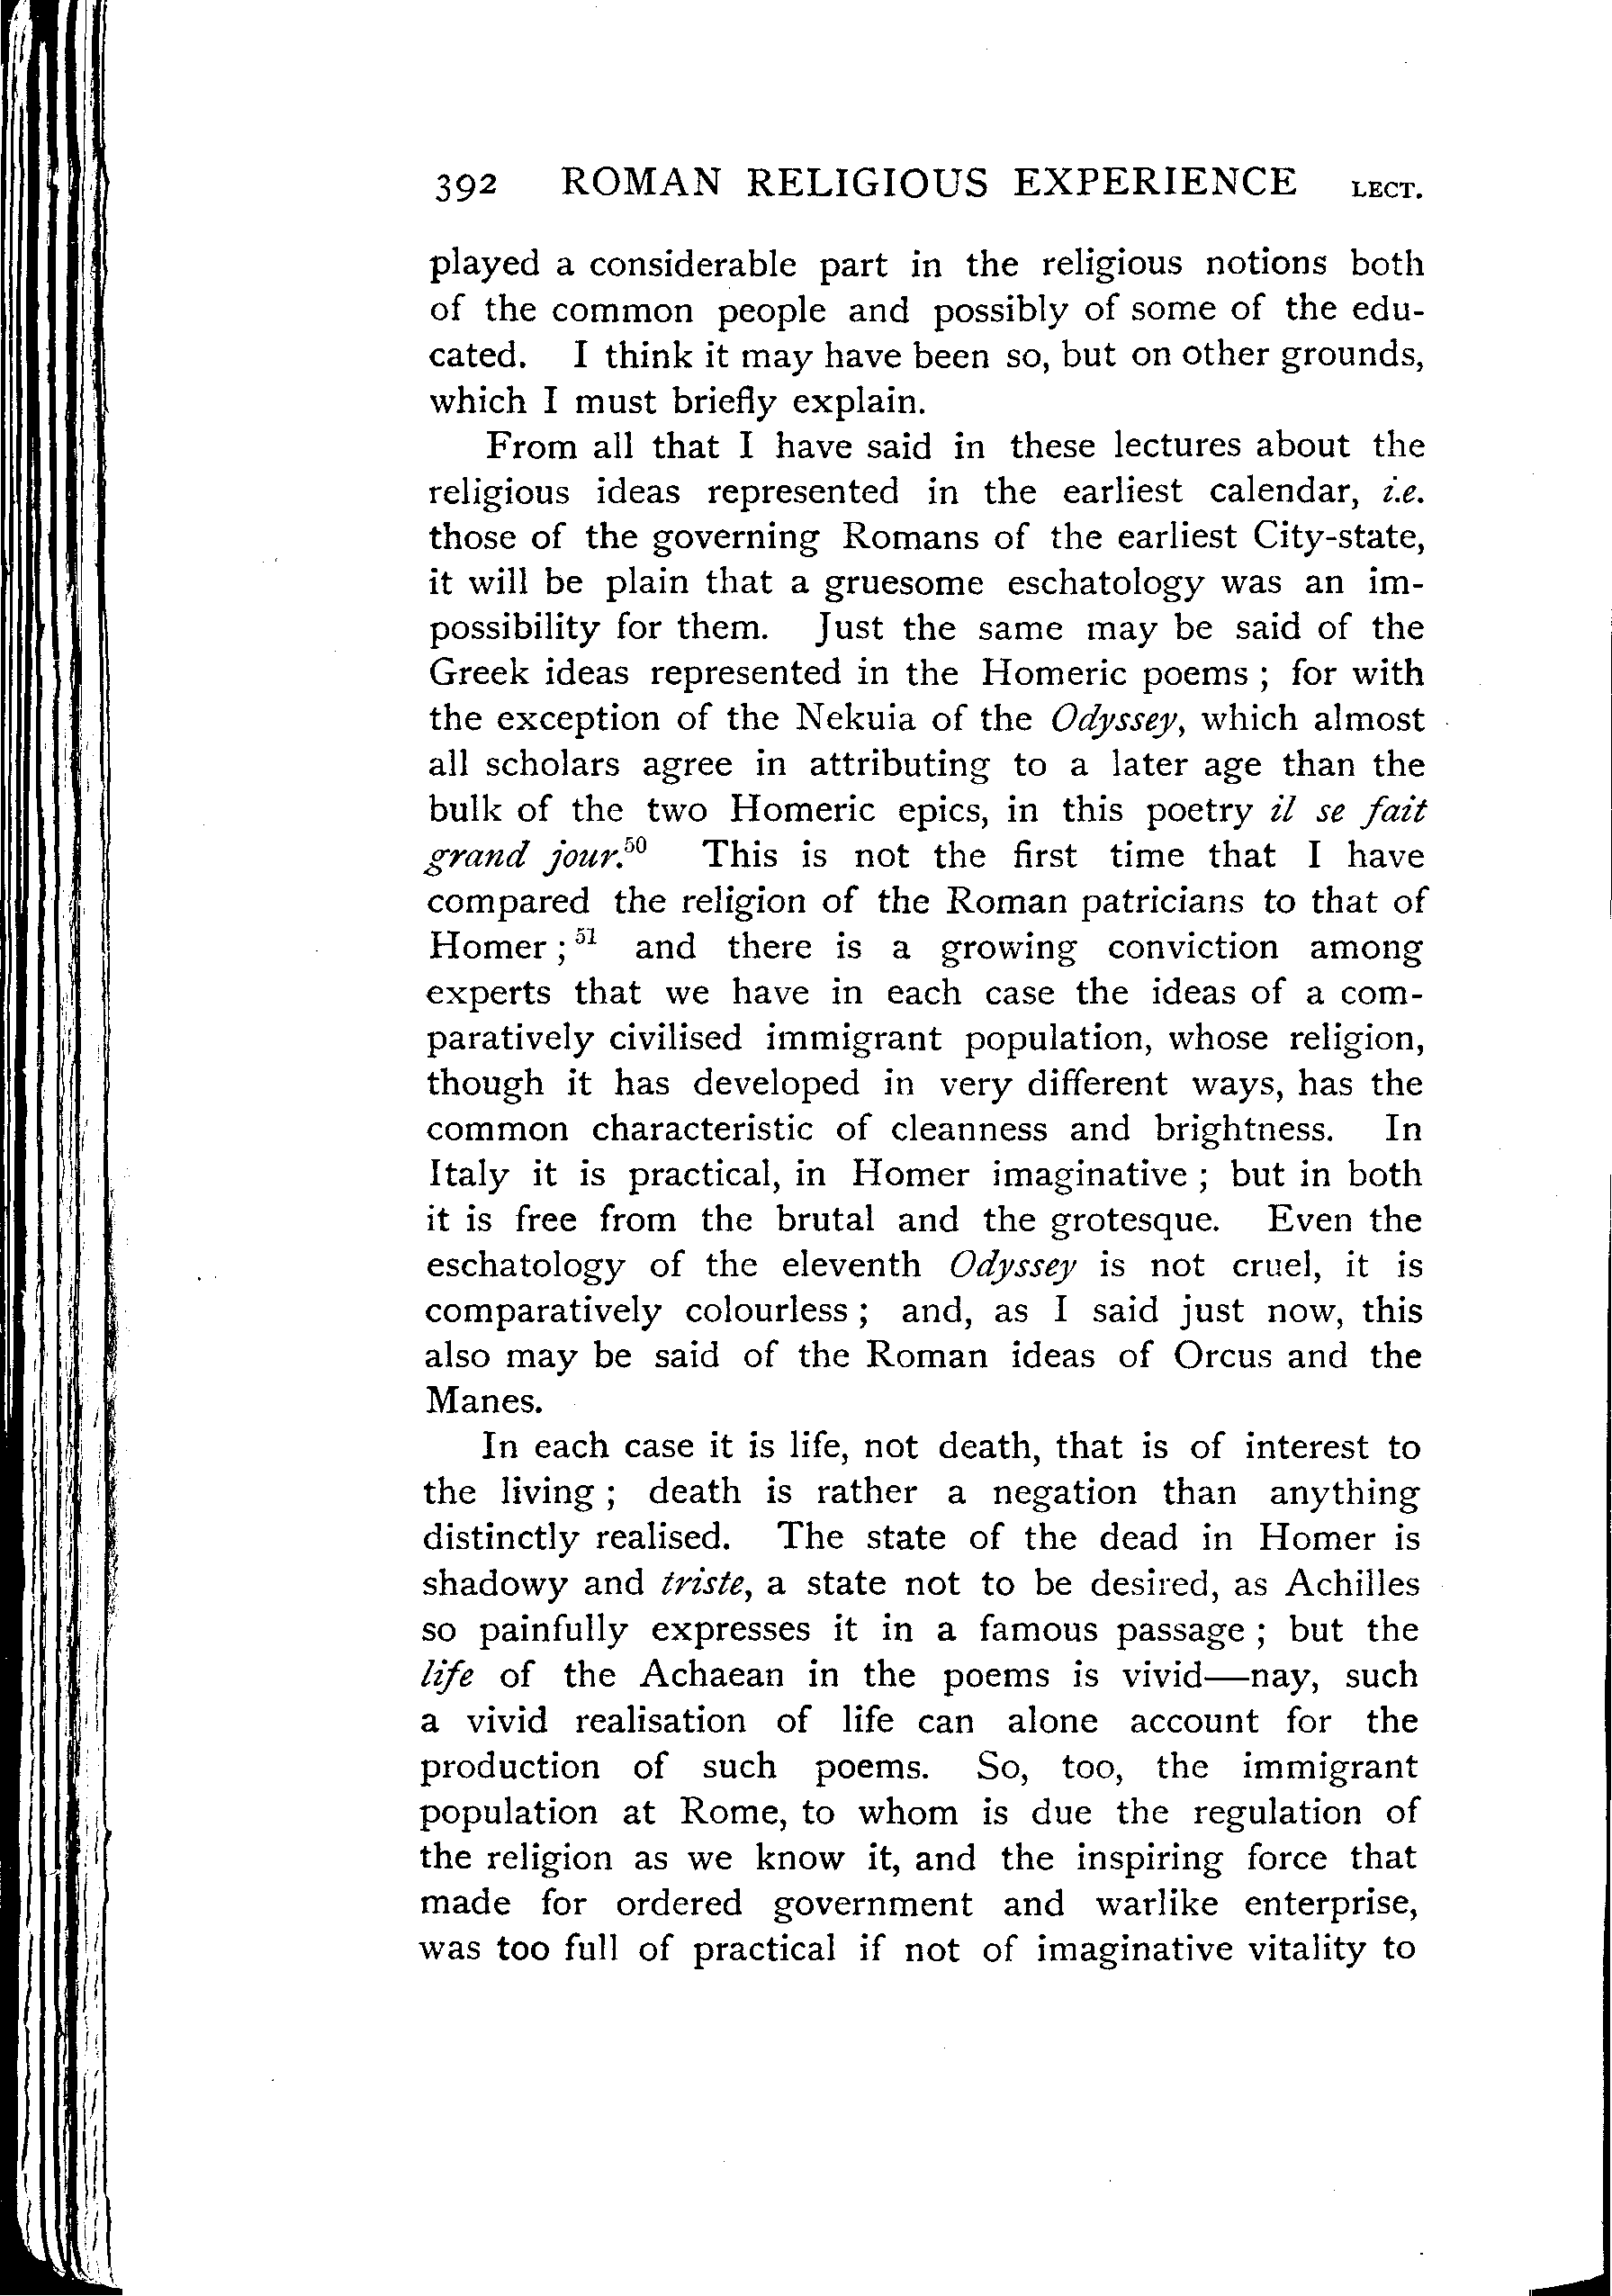 392 ROMAN RELIGIOUS EXPERIENCE LECT.
played a considerable part in the religious notions both
of the common people and possibly of some of the edu-
cated. I think it may have been so, but on other grounds,
which I must briefly explain.
From all that I have said in these lectures about the
religious ideas represented in the earliest calendar, i.e.
those of the governing Romans of the earliest City-state,
it will be plain that a gruesome eschatology was an im-
possibility for them. Just the same may be said of the
Greek ideas represented in the Homeric poems ; for with
the exception of the Nekuia of the Odyssey, which almost
all scholars agree in attributing to a later age than the
bulk of the two Homeric epics, in this poetry il se fait
grand jour.⁵⁰ This is not the first time that I have
compared the religion of the Roman patricians to that of
Homer ;⁵¹ and there is a growing conviction among
experts that we have in each case the ideas of a com-
paratively civilised immigrant population, whose religion,
though it has developed in very different ways, has the
common characteristic of cleanness and brightness. In
Italy it is practical, in Homer imaginative ; but in both
it is free from the brutal and the grotesque. Even the
eschatology of the eleventh Odyssey is not cruel, it is
comparatively colourless ; and, as I said just now, this
also may be said of the Roman ideas of Orcus and the
Manes.
In each case it is life, not death, that is of interest to
the living ; death is rather a negation than anything
distinctly realised. The state of the dead in Homer is
shadowy and triste, a state not to be desired, as Achilles
so painfully expresses it in a famous passage ; but the
life of the Achaean in the poems is vivid—nay, such
a vivid realisation of life can alone account for the
production of such poems. So, too, the immigrant
population at Rome, to whom is due the regulation of
the religion as we know it, and the inspiring force that
made for ordered government and warlike enterprise,
was too full of practical if not of imaginative vitality to